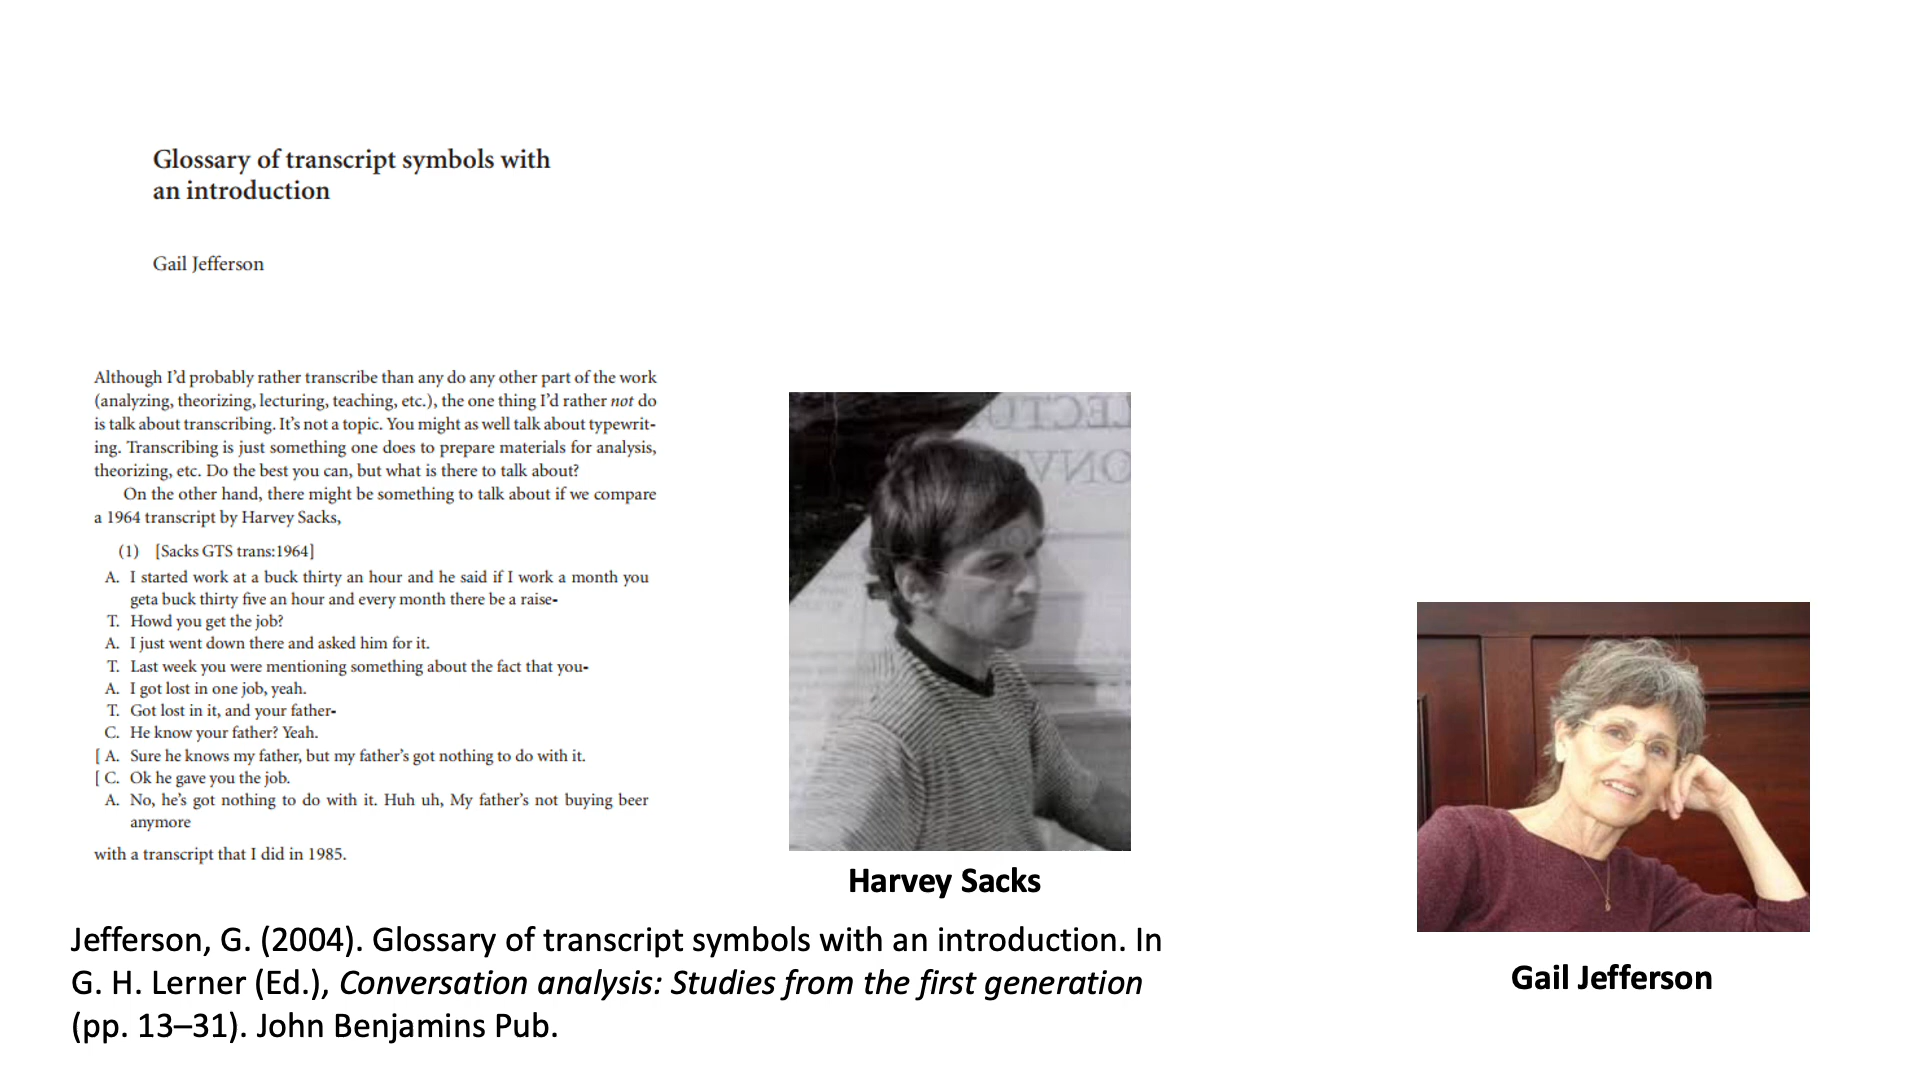 Glossary of transcript symbols with
an introduction
Gail Jefferson
Although I'd probably rather transcribe than any do any other part of the work
(analyzing, theorizing, lecturing, teaching, etc.), the one thing I'd rather not do
is talk about transcribing. It's not a topic. You might as well talk about typewrit-
ing. Transcribing is just something one does to prepare materials for analysis,
theorizing, etc. Do the best you can, but what is there to talk about?
On the other hand, there might be something to talk about if we compare
a 1964 transcript by Harvey Sacks,
(1) [Sacks GTS trans:1964]
A. I started work at a buck thirty an hour and he said if I work a month you
geta buck thirty five an hour and every month there be a raise-
T. Howd you get the job?
A. I just went down there and asked him for it.
T. Last week you were mentioning something about the fact that you-
A. I got lost in one job, yeah.
T. Got lost in it, and your father-
C. He know your father? Yeah.
[ A. Sure he knows my father, but my father's got nothing to do with it.
[ C. Ok he gave you the job.
A. No, he's got nothing to do with it. Huh uh, My father's not buying beer
anymore
with a transcript that I did in 1985.
LECTU
ONVE
Harvey Sacks
Gail Jefferson
Jefferson, G. (2004). Glossary of transcript symbols with an introduction. In
G. H. Lerner (Ed.), Conversation analysis: Studies from the first generation
(pp. 13–31). John Benjamins Pub.